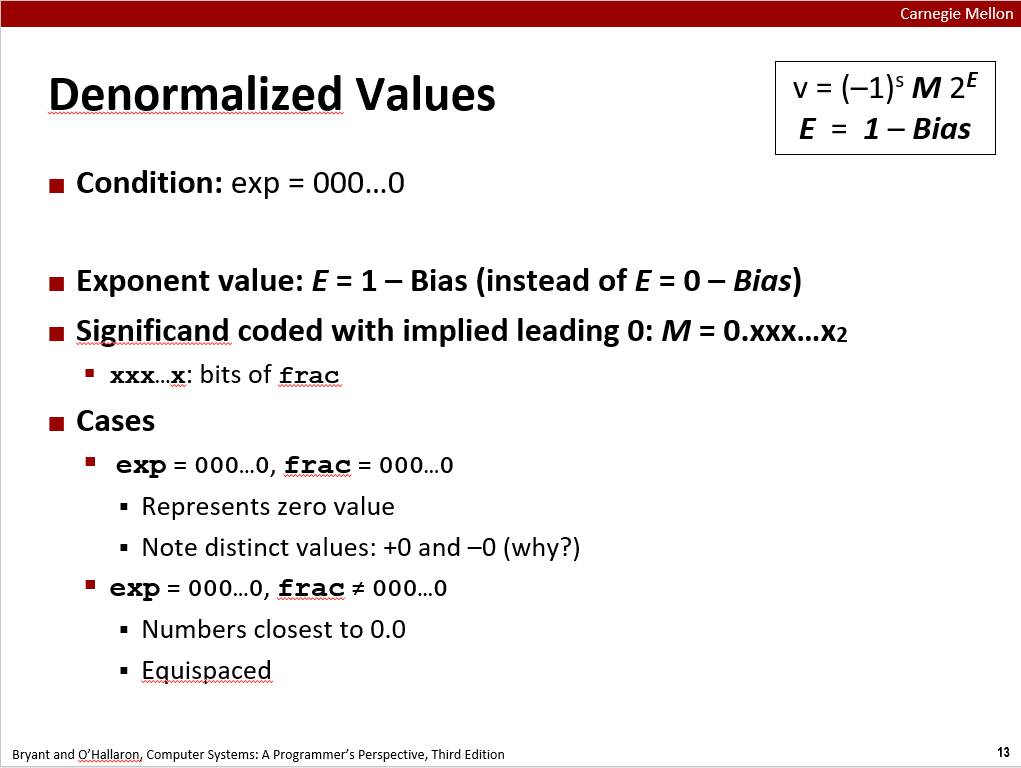 Carnegie Mellon
Denormalized Values
v = (–1)s M 2E
E = 1 – Bias
Condition: exp = 000…0
Exponent value: E = 1 – Bias (instead of E = 0 – Bias)
Significand coded with implied leading 0: M = 0.xxx…x2
xxx…x: bits of frac
Cases
exp = 000…0, frac = 000…0
Represents zero value
Note distinct values: +0 and –0 (why?)
exp = 000…0, frac ≠ 000…0
Numbers closest to 0.0
Equispaced
Bryant and O’Hallaron, Computer Systems: A Programmer’s Perspective, Third Edition
13